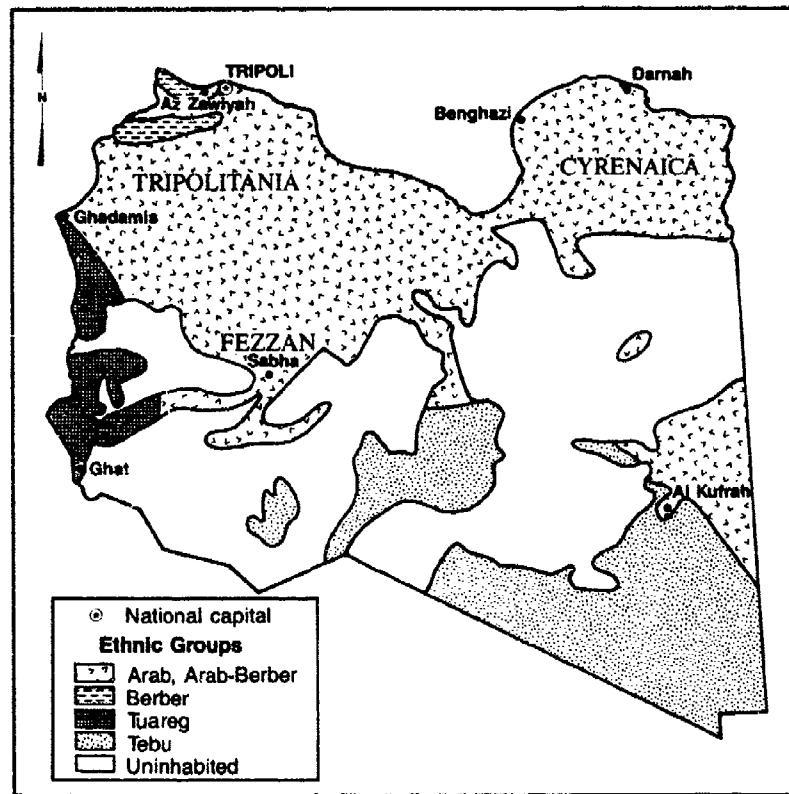 N
TRIPOLI
Az Zawiyah
Darnah
Benghazi
TRIPOLITANIA
CYRENAICA
Ghadamis
FEZZAN
Sabha
Ghat
Al Kufrah
National capital
Ethnic Groups
Arab, Arab-Berber
Berber
Tuareg
Tebu
Uninhabited